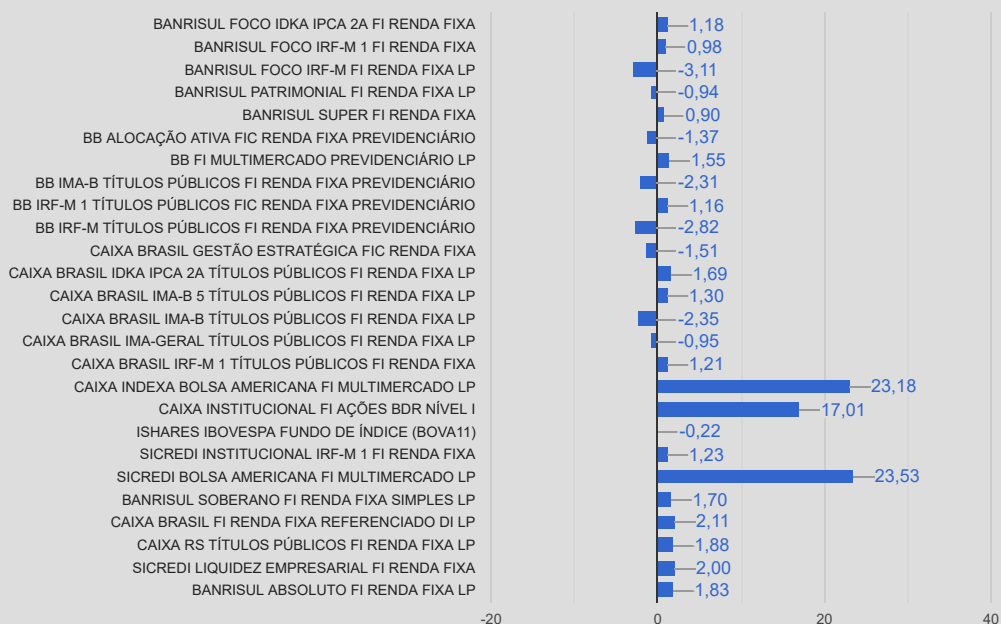 BANRISUL FOCO IDKA IPCA 2A FI RENDA FIXA 1,18
BANRISUL FOCO IRF-M 1 FI RENDA FIXA 0,98
BANRISUL FOCO IRF-M FI RENDA FIXA LP -3,11
BANRISUL PATRIMONIAL FI RENDA FIXA LP -0,94
BANRISUL SUPER FI RENDA FIXA 0,90
BB ALOCAÇÃO ATIVA FIC RENDA FIXA PREVIDENCIÁRIO -1,37
BB FI MULTIMERCADO PREVIDENCIÁRIO LP 1,55
BB IMA-B TÍTULOS PÚBLICOS FI RENDA FIXA PREVIDENCIÁRIO -2,31
BB IRF-M 1 TÍTULOS PÚBLICOS FIC RENDA FIXA PREVIDENCIÁRIO 1,16
BB IRF-M TÍTULOS PÚBLICOS FI RENDA FIXA PREVIDENCIÁRIO -2,82
CAIXA BRASIL GESTÃO ESTRATÉGICA FIC RENDA FIXA -1,51
CAIXA BRASIL IDKA IPCA 2A TÍTULOS PÚBLICOS FI RENDA FIXA LP 1,69
CAIXA BRASIL IMA-B 5 TÍTULOS PÚBLICOS FI RENDA FIXA LP 1,30
CAIXA BRASIL IMA-B TÍTULOS PÚBLICOS FI RENDA FIXA LP -2,35
CAIXA BRASIL IMA-GERAL TÍTULOS PÚBLICOS FI RENDA FIXA LP -0,95
CAIXA BRASIL IRF-M 1 TÍTULOS PÚBLICOS FI RENDA FIXA 1,21
CAIXA INDEXA BOLSA AMERICANA FI MULTIMERCADO LP 23,18
CAIXA INSTITUCIONAL FI AÇÕES BDR NÍVEL I 17,01
ISHARES IBOVESPA FUNDO DE ÍNDICE (BOVA11) -0,22
SICREDI INSTITUCIONAL IRF-M 1 FI RENDA FIXA 1,23
SICREDI BOLSA AMERICANA FI MULTIMERCADO LP 23,53
BANRISUL SOBERANO FI RENDA FIXA SIMPLES LP 1,70
CAIXA BRASIL FI RENDA FIXA REFERENCIADO DI LP 2,11
CAIXA RS TÍTULOS PÚBLICOS FI RENDA FIXA LP 1,88
SICREDI LIQUIDEZ EMPRESARIAL FI RENDA FIXA 2,00
BANRISUL ABSOLUTO FI RENDA FIXA LP 1,83
-20 0 20 40